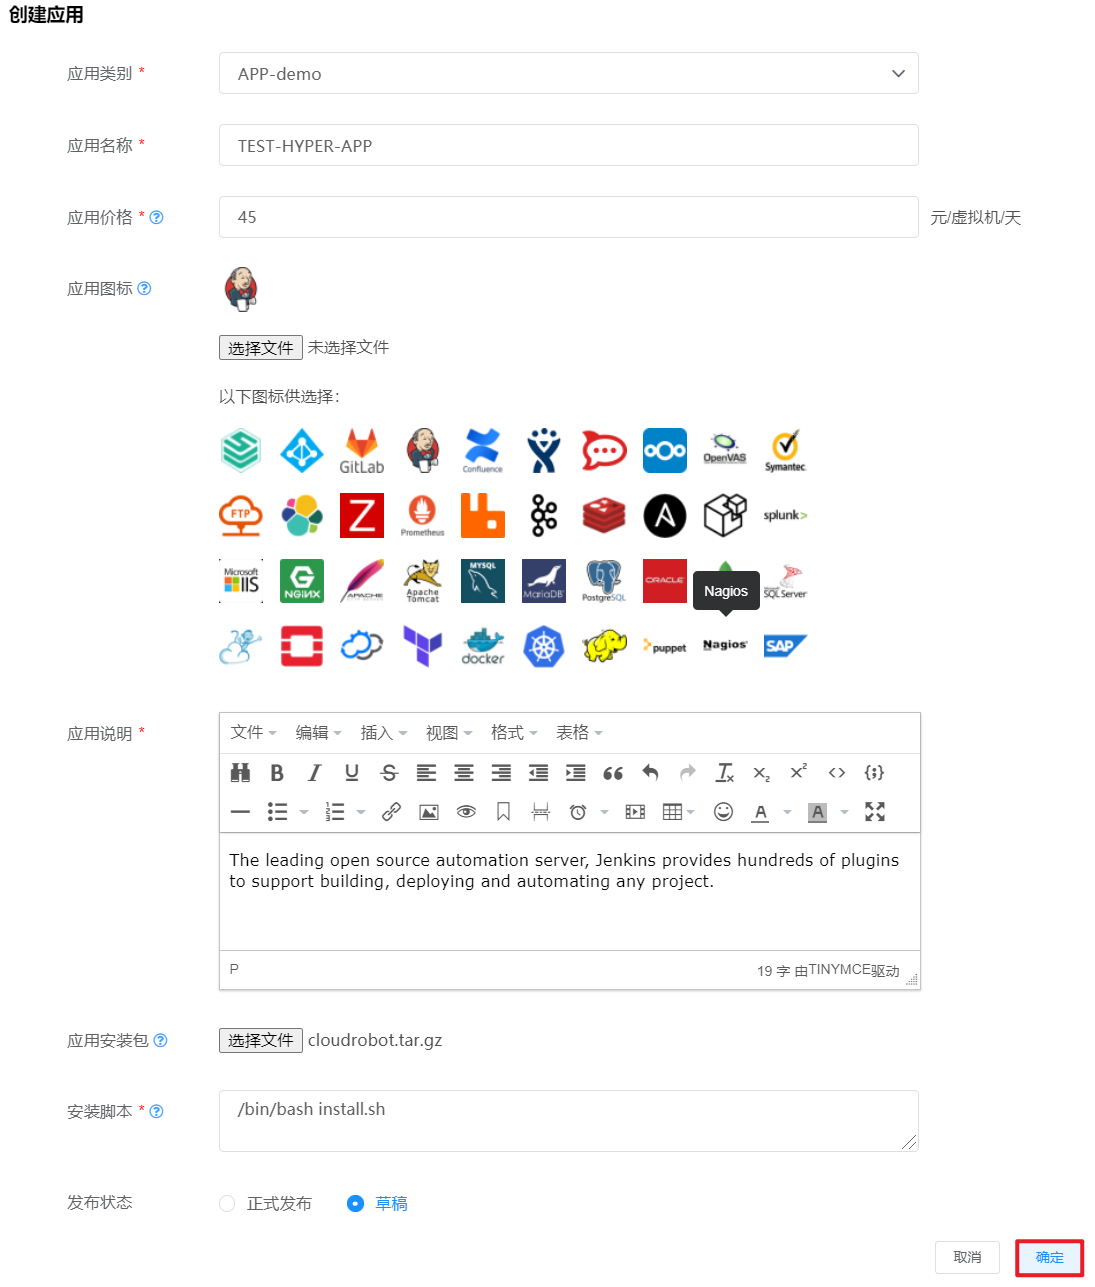 创建应用
应用类别 *
APP-demo
应用名称 *
TEST-HYPER-APP
应用价格 *
45
元/虚拟机/天
应用图标
选择文件 未选择文件
以下图标供选择：
GitLab
Confluence
OpenVAS
Symantec.
FTP
Z
Prometheus
A
splunk>
Microsoft IIS
G NGINX
APACHE
Apache Tomcat
MYSQL
MariaDB
PostgreSQL
ORACLE
Nagios
SQL Server
docker
puppet
Nagios
SAP
应用说明 *
文件 编辑 插入 视图 格式 表格
The leading open source automation server, Jenkins provides hundreds of plugins
to support building, deploying and automating any project.
P
19 字 由TINYMCE驱动
应用安装包
选择文件 cloudrobot.tar.gz
安装脚本 *
/bin/bash install.sh
发布状态
正式发布 草稿
取消 确定